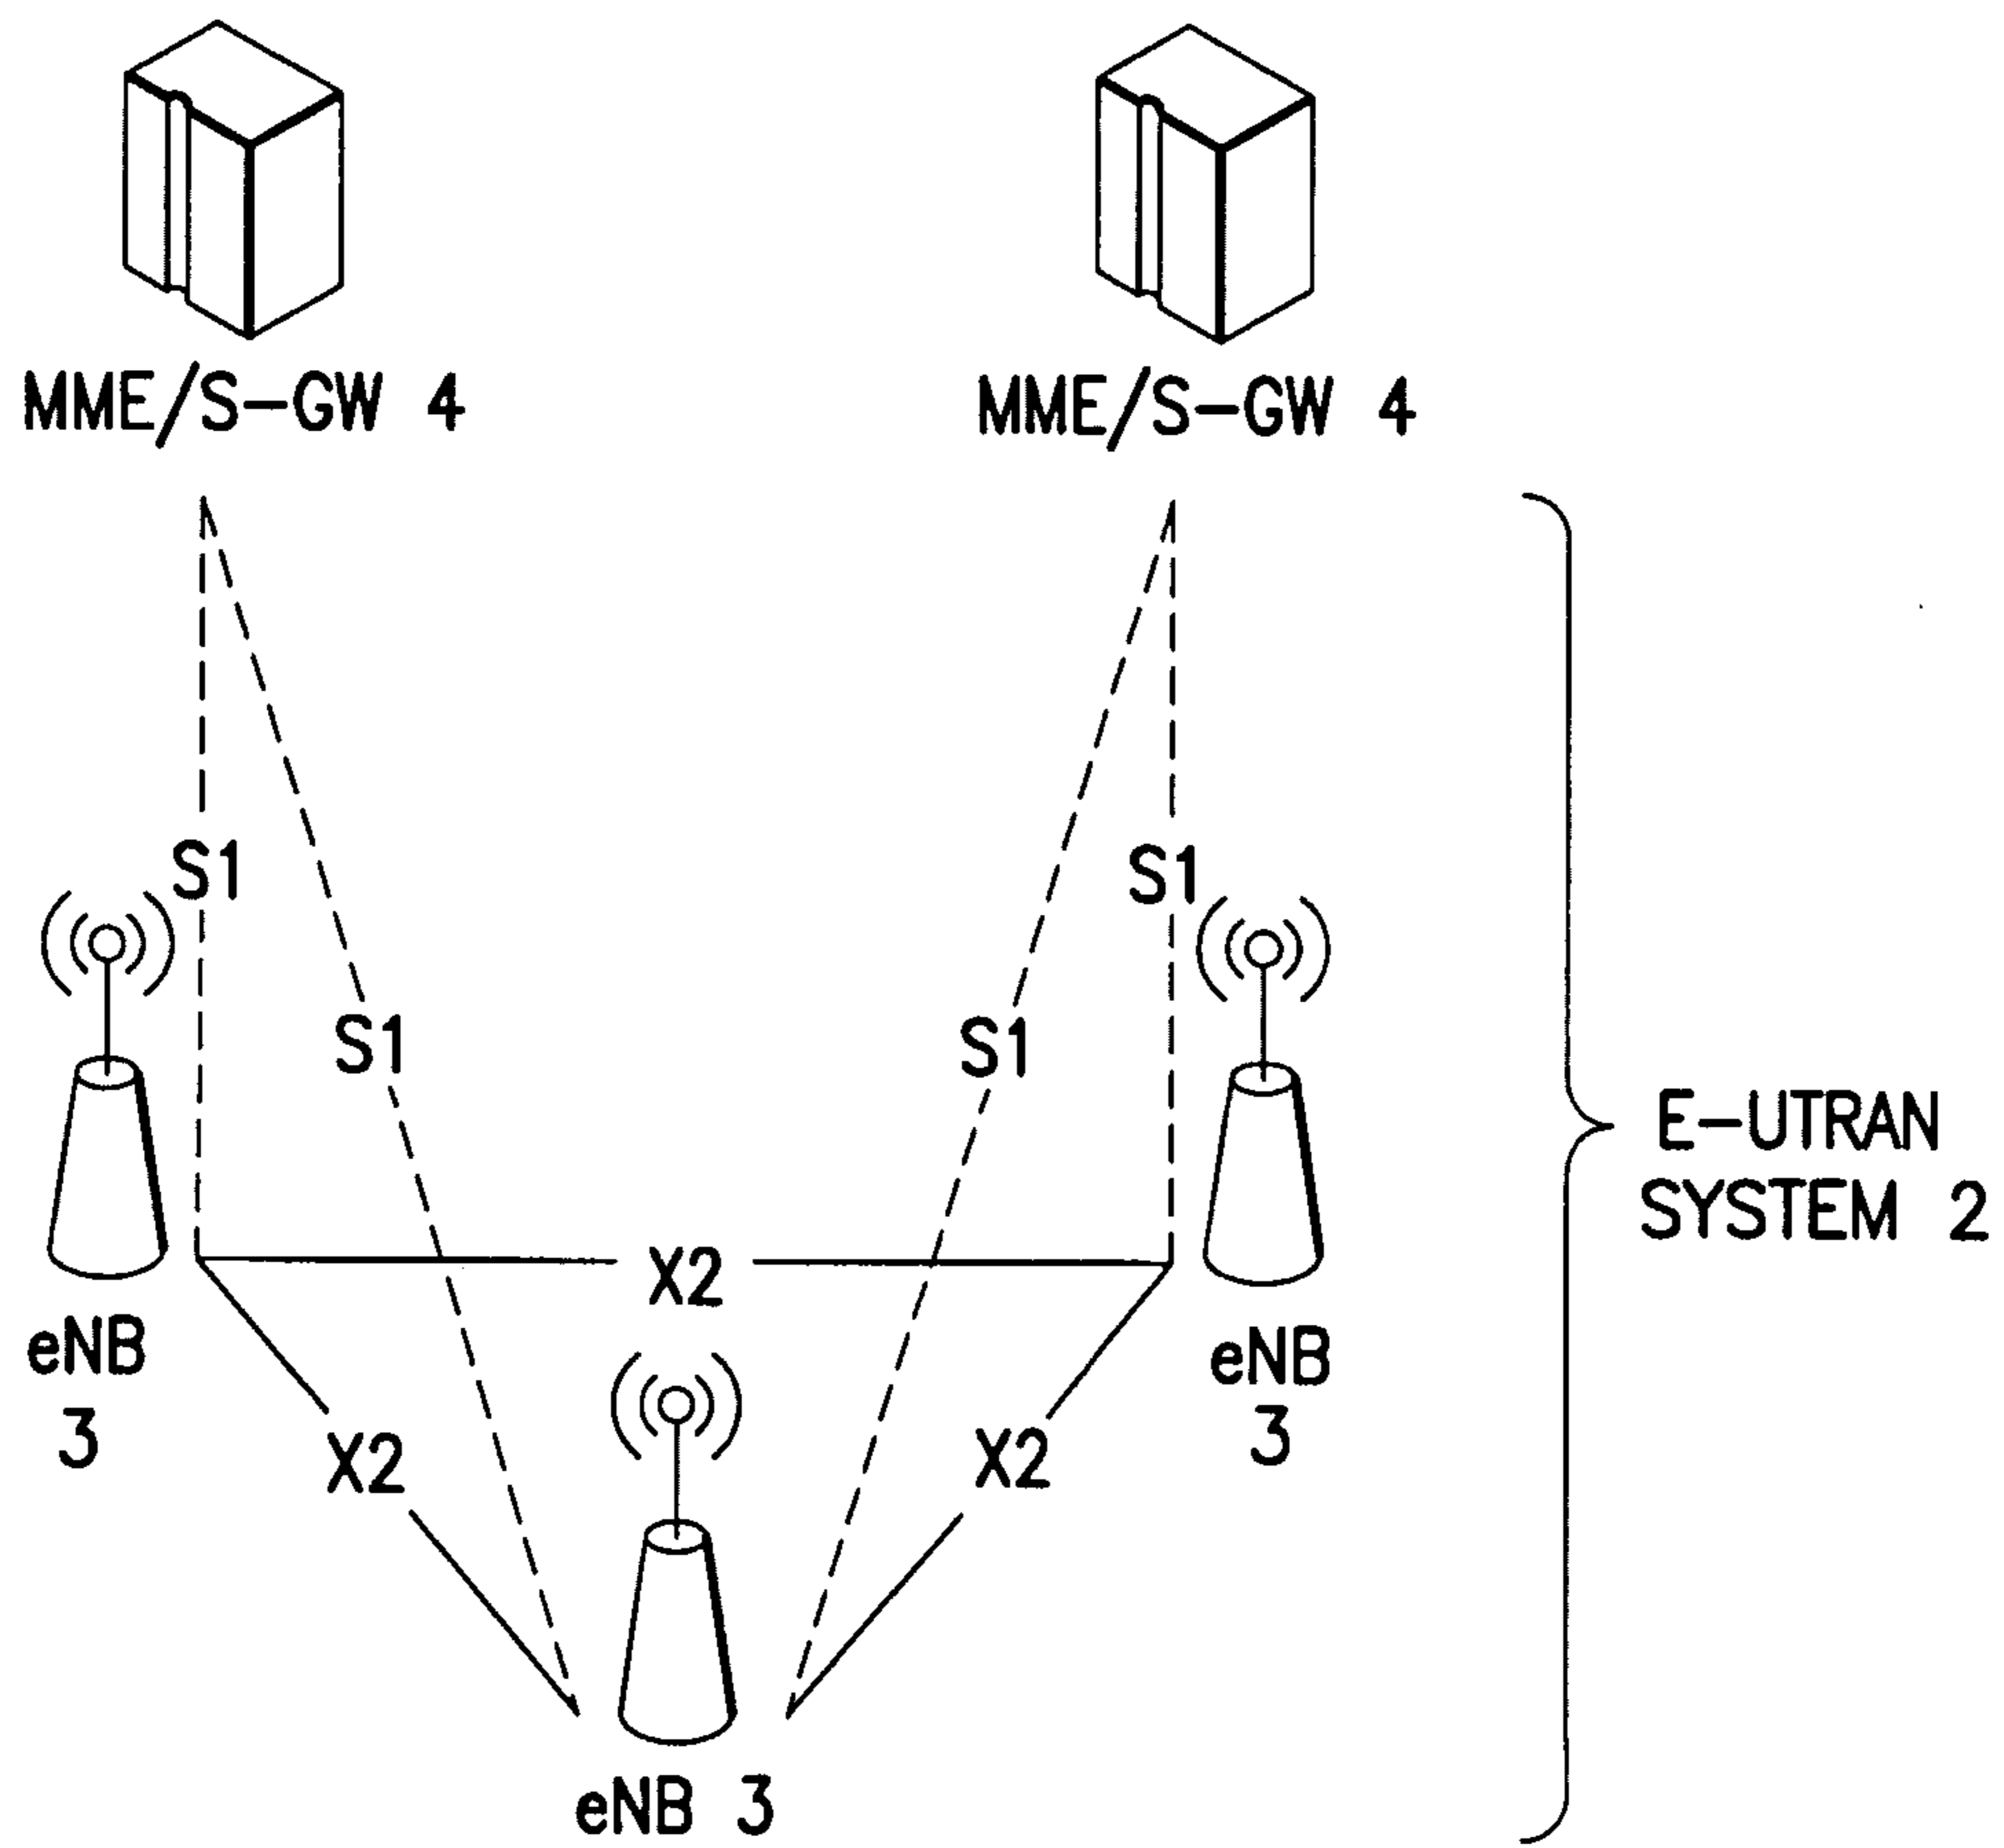 MME/S-GW 4
MME/S-GW 4
S1
S1
S1
S1
E-UTRAN
SYSTEM 2
X2
eNB
3
eNB
3
X2
X2
eNB 3